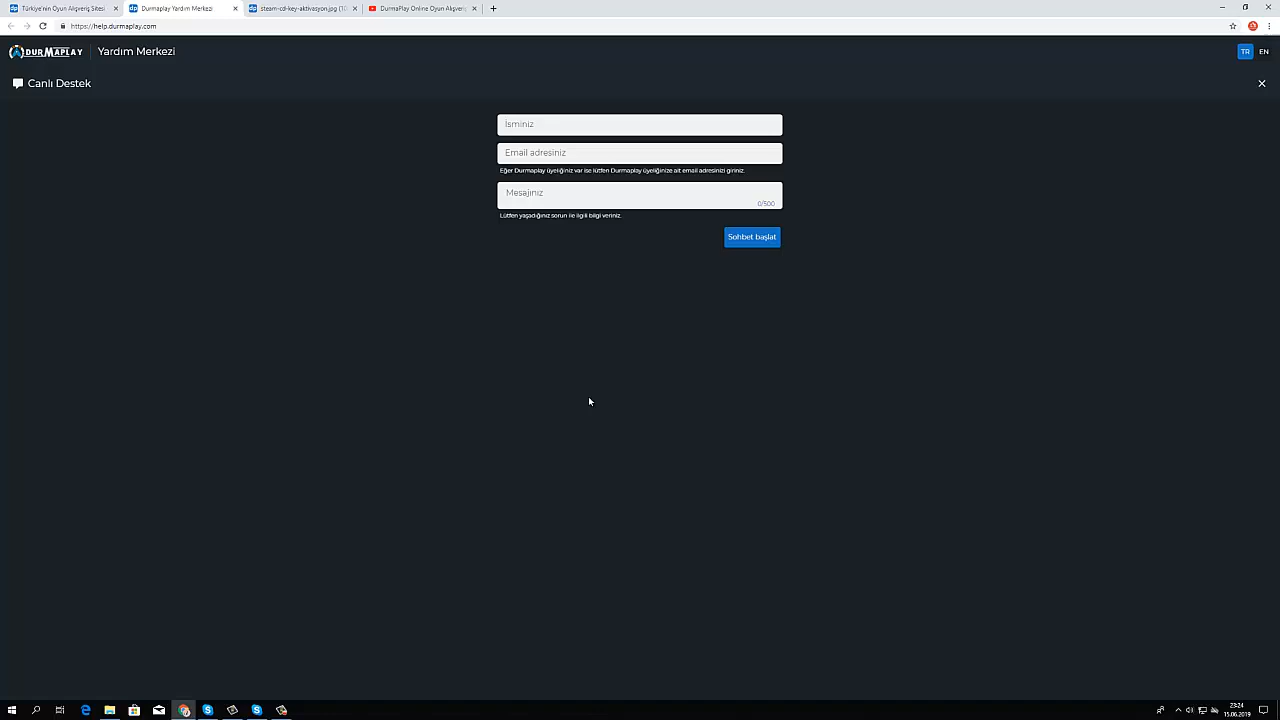 Türkiye'nin Oyun Alışveriş Sitesi
Durmaplay Yardım Merkezi
steam-cd-key-aktivasyon.jpg (12
DurmaPlay Online Oyun Alışveriş
https://help.durmaplay.com
DURMAPLAY
Yardım Merkezi
TR
EN
Canlı Destek
İsminiz
Email adresiniz
Eğer Durmaplay üyeliğiniz var ise lütfen Durmaplay üyeliğinize ait email adresinizi giriniz.
Mesajınız
0/500
Lütfen yaşadığınız sorun ile ilgili bilgi veriniz.
Sohbet başlat
23:24
15.06.2019